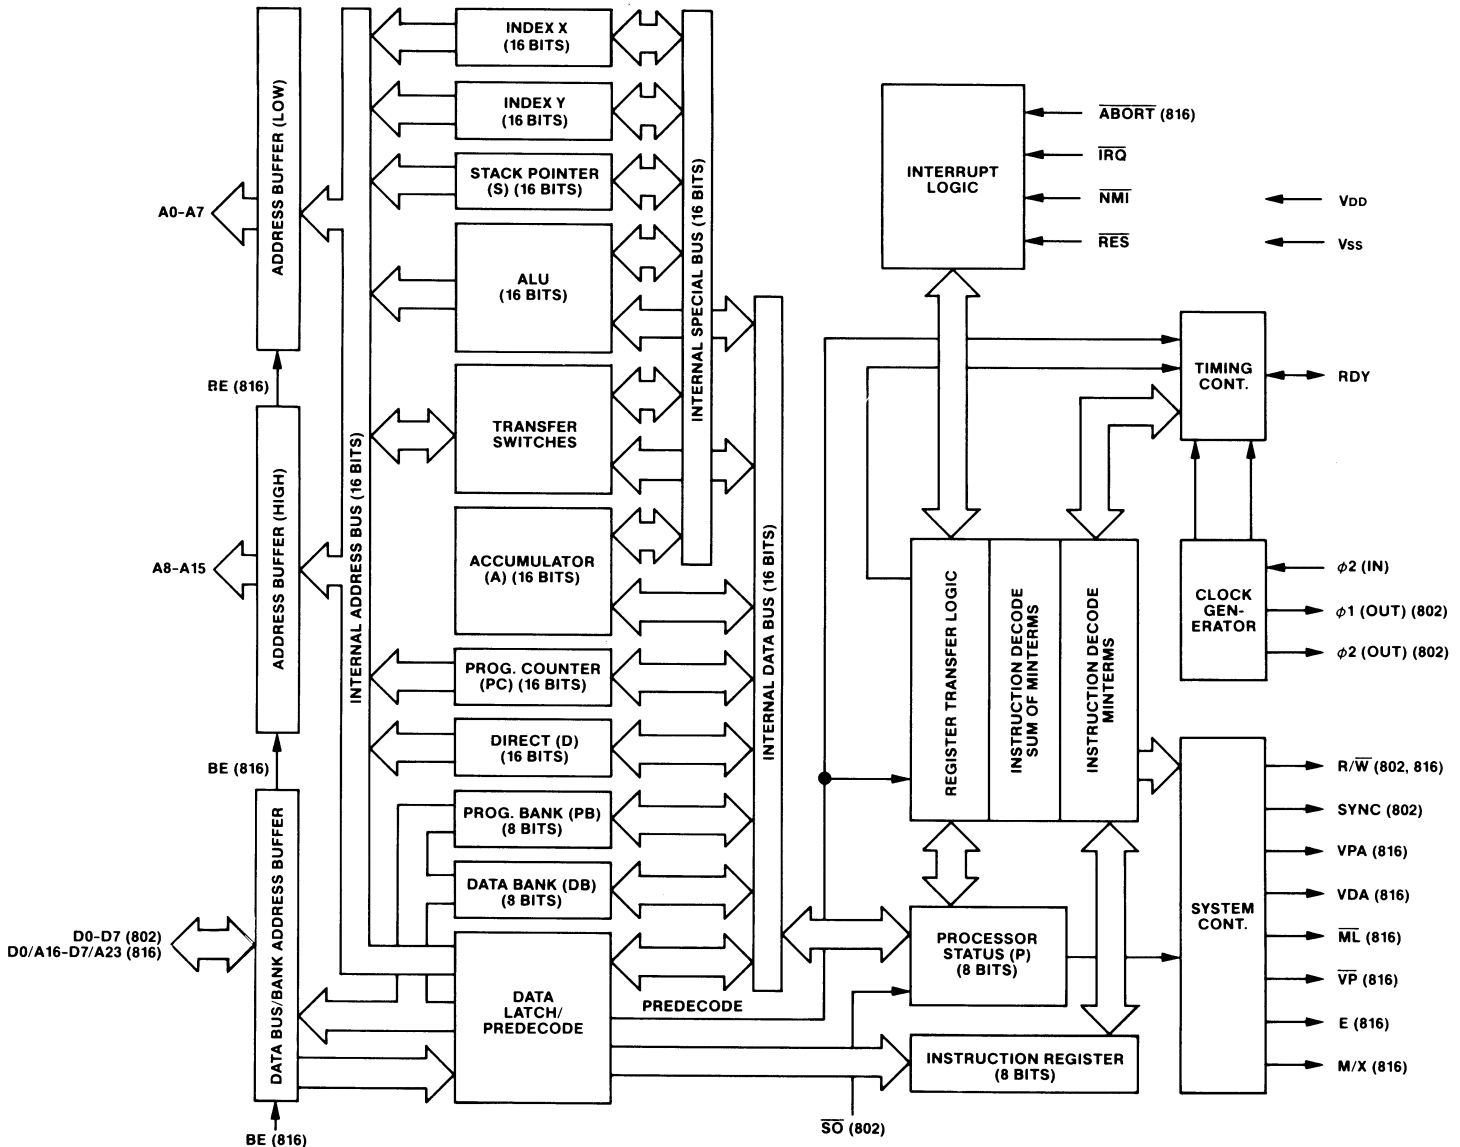 INDEX X
(16 BITS)
INDEX Y
(16 BITS)
STACK POINTER
(S) (16 BITS)
ALU
(16 BITS)
TRANSFER
SWITCHES
ACCUMULATOR
(A) (16 BITS)
PROG. COUNTER
(PC) (16 BITS)
DIRECT (D)
(16 BITS)
PROG. BANK (PB)
(8 BITS)
DATA BANK (DB)
(8 BITS)
DATA
LATCH/
PREDECODE
PREDECODE
ADDRESS BUFFER (LOW)
A0–A7
BE (816)
ADDRESS BUFFER (HIGH)
A8–A15
BE (816)
DATA BUS/BANK ADDRESS BUFFER
D0–D7 (802)
D0/A16–D7/A23 (816)
BE (816)
INTERNAL ADDRESS BUS (16 BITS)
INTERNAL SPECIAL BUS (16 BITS)
INTERNAL DATA BUS (16 BITS)
INTERRUPT
LOGIC
A̅B̅O̅R̅T̅ (816)
I̅R̅Q̅
N̅M̅I̅
R̅E̅S̅
VDD
VSS
TIMING
CONT.
RDY
REGISTER TRANSFER LOGIC
INSTRUCTION DECODE
SUM OF MINTERMS
INSTRUCTION DECODE
MINTERMS
CLOCK
GEN-
ERATOR
ϕ2 (IN)
ϕ1 (OUT) (802)
ϕ2 (OUT) (802)
PROCESSOR
STATUS (P)
(8 BITS)
INSTRUCTION REGISTER
(8 BITS)
S̅O̅ (802)
SYSTEM
CONT.
R/W̅ (802, 816)
SYNC (802)
VPA (816)
VDA (816)
M̅L̅ (816)
V̅P̅ (816)
E (816)
M/X (816)